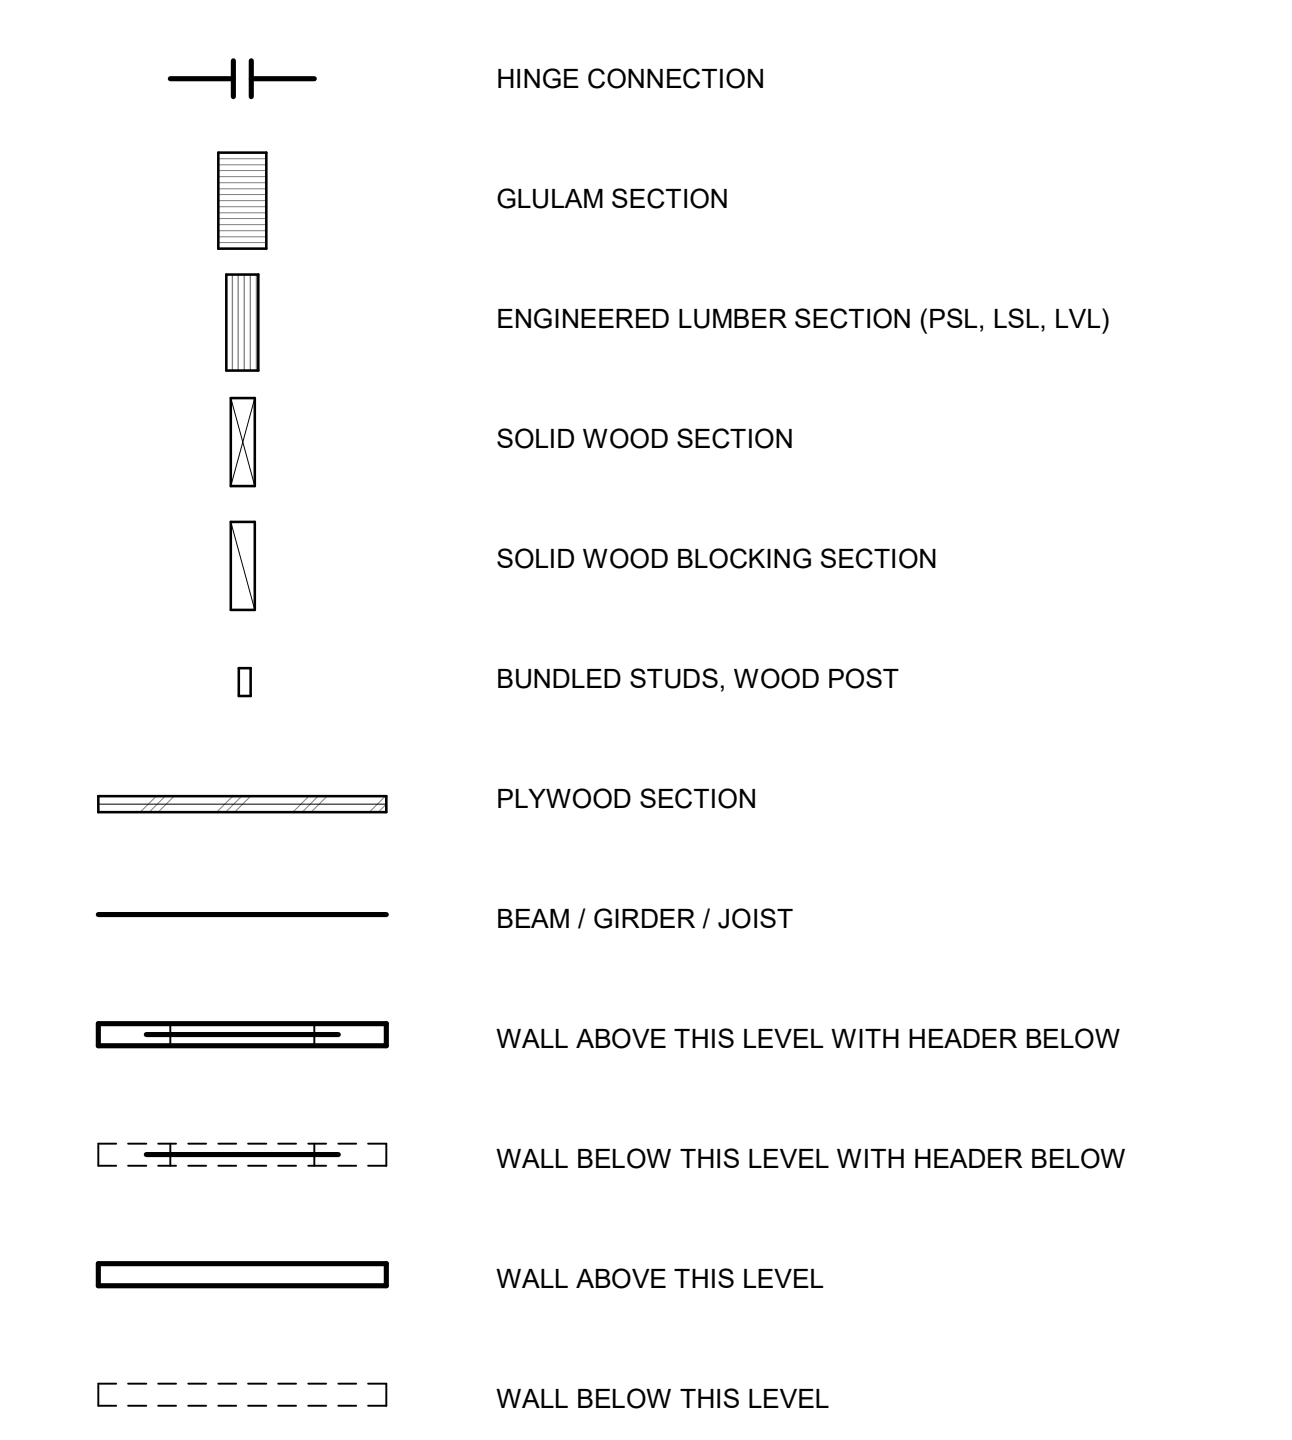 HINGE CONNECTION
GLULAM SECTION
ENGINEERED LUMBER SECTION (PSL, LSL, LVL)
SOLID WOOD SECTION
SOLID WOOD BLOCKING SECTION
BUNDLED STUDS, WOOD POST
PLYWOOD SECTION
BEAM / GIRDER / JOIST
WALL ABOVE THIS LEVEL WITH HEADER BELOW
WALL BELOW THIS LEVEL WITH HEADER BELOW
WALL ABOVE THIS LEVEL
WALL BELOW THIS LEVEL